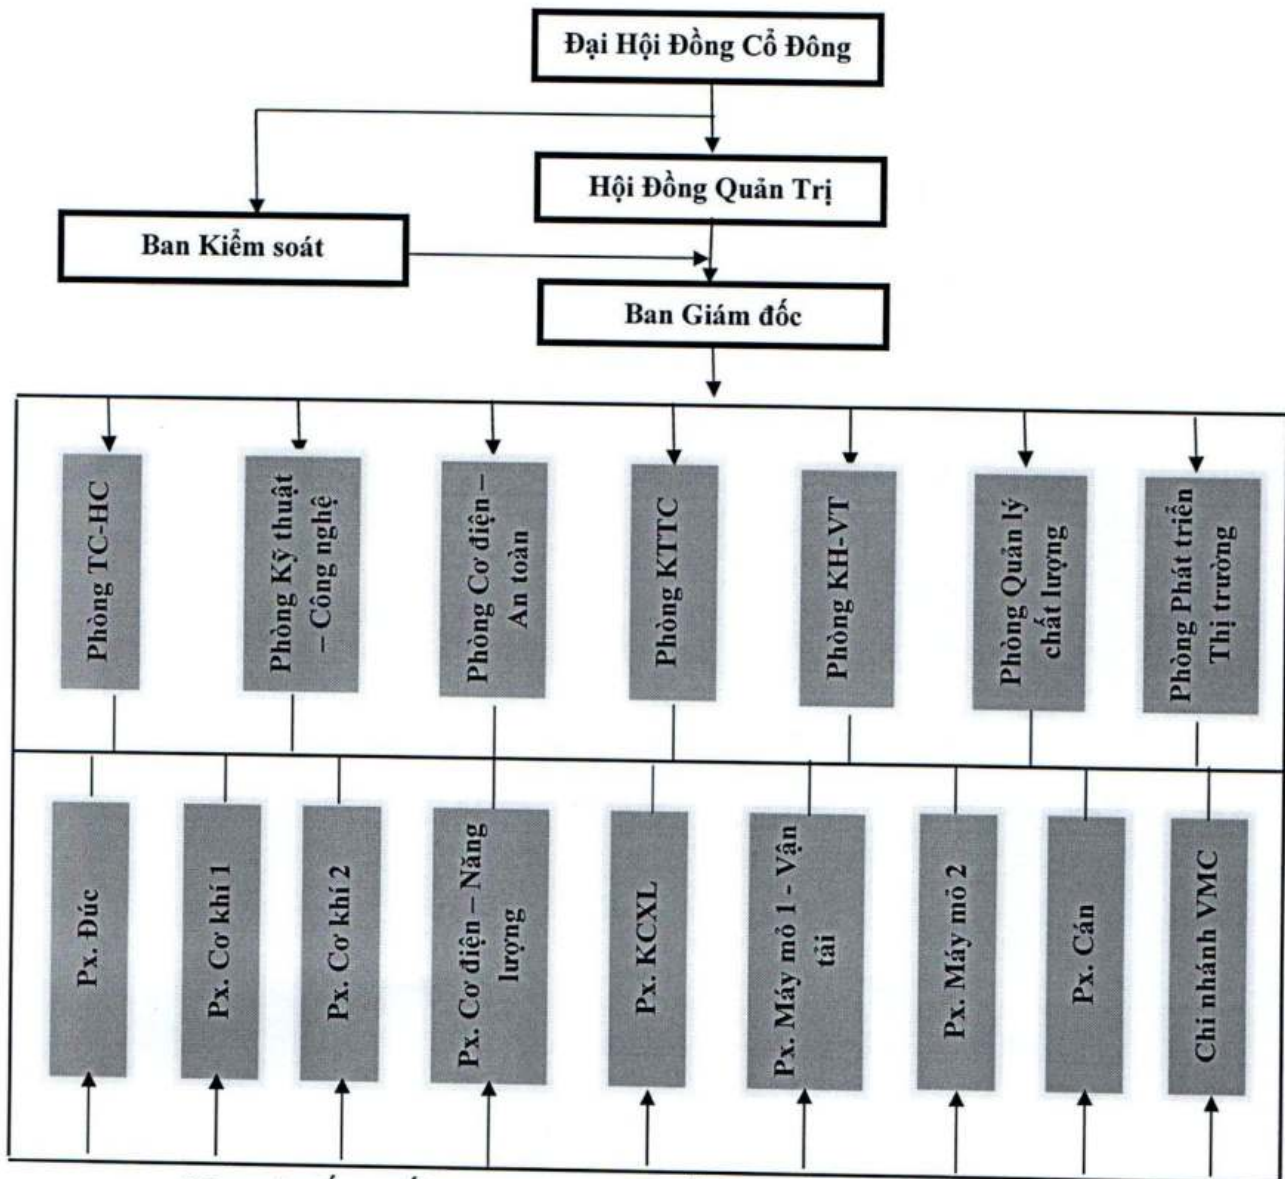 Đại Hội Đồng Cổ Đông
Hội Đồng Quản Trị
Ban Kiểm soát
Ban Giám đốc
Phòng TC-HC
Phòng Kỹ thuật
– Công nghệ
Phòng Cơ điện –
An toàn
Phòng KTTC
Phòng KH-VT
Phòng Quản lý
chất lượng
Phòng Phát triển
Thị trường
Px. Đúc
Px. Cơ khí 1
Px. Cơ khí 2
Px. Cơ điện – Năng
lượng
Px. KCXL
Px. Máy mỏ 1 - Vận
tải
Px. Máy mỏ 2
Px. Cán
Chi nhánh VMC